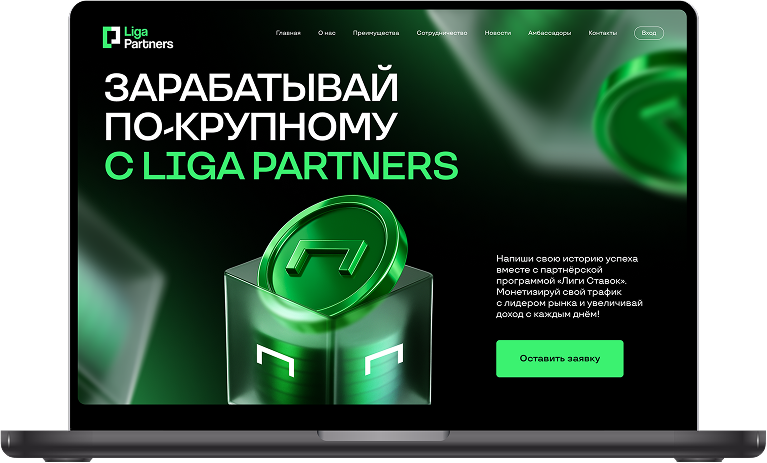 Liga
Partners
Главная О нас Преимущества Сотрудничество Новости Амбассадоры Контакты Вход
ЗАРАБАТЫВАЙ
ПО-КРУПНОМУ
С LIGA PARTNERS
Напиши свою историю успеха
вместе с партнёрской
программой «Лиги Ставок».
Монетизируй свой трафик
с лидером рынка и увеличивай
доход с каждым днём!
Оставить заявку